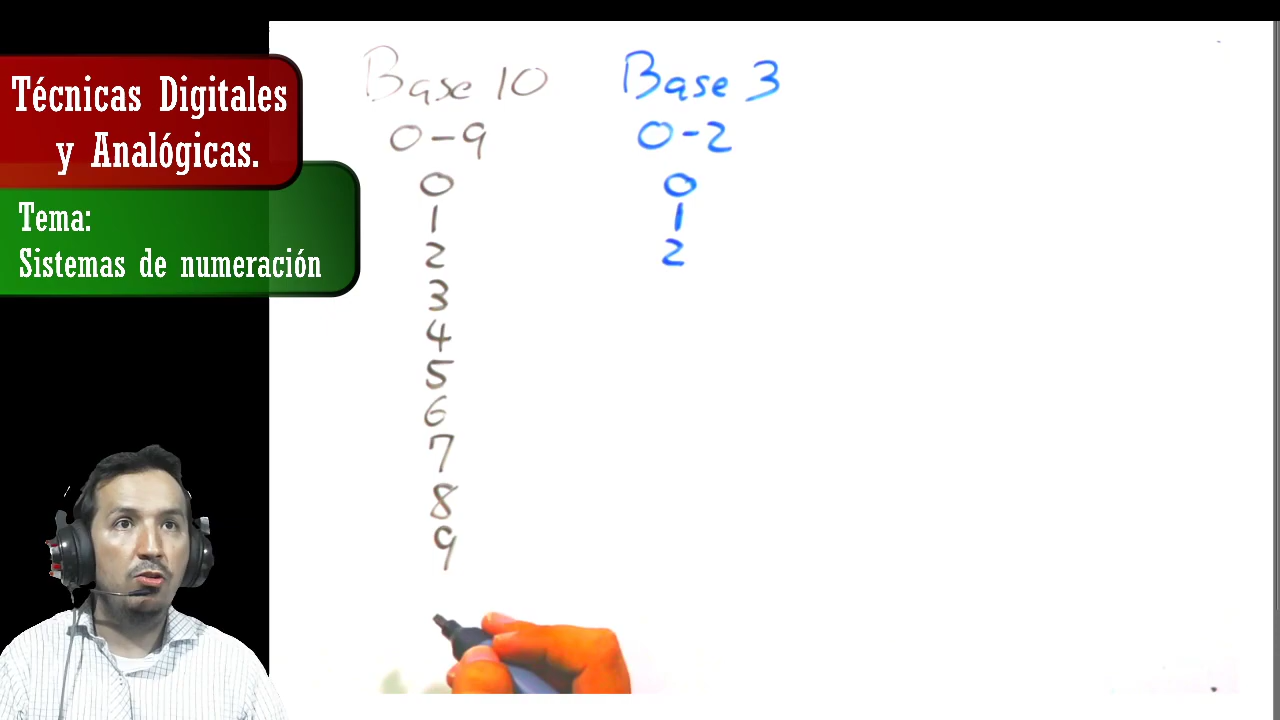 Técnicas Digitales
y Analógicas.
Tema:
Sistemas de numeración
Base 10
0-9
0
1
2
3
4
5
6
7
8
9
Base 3
0-2
0
1
2